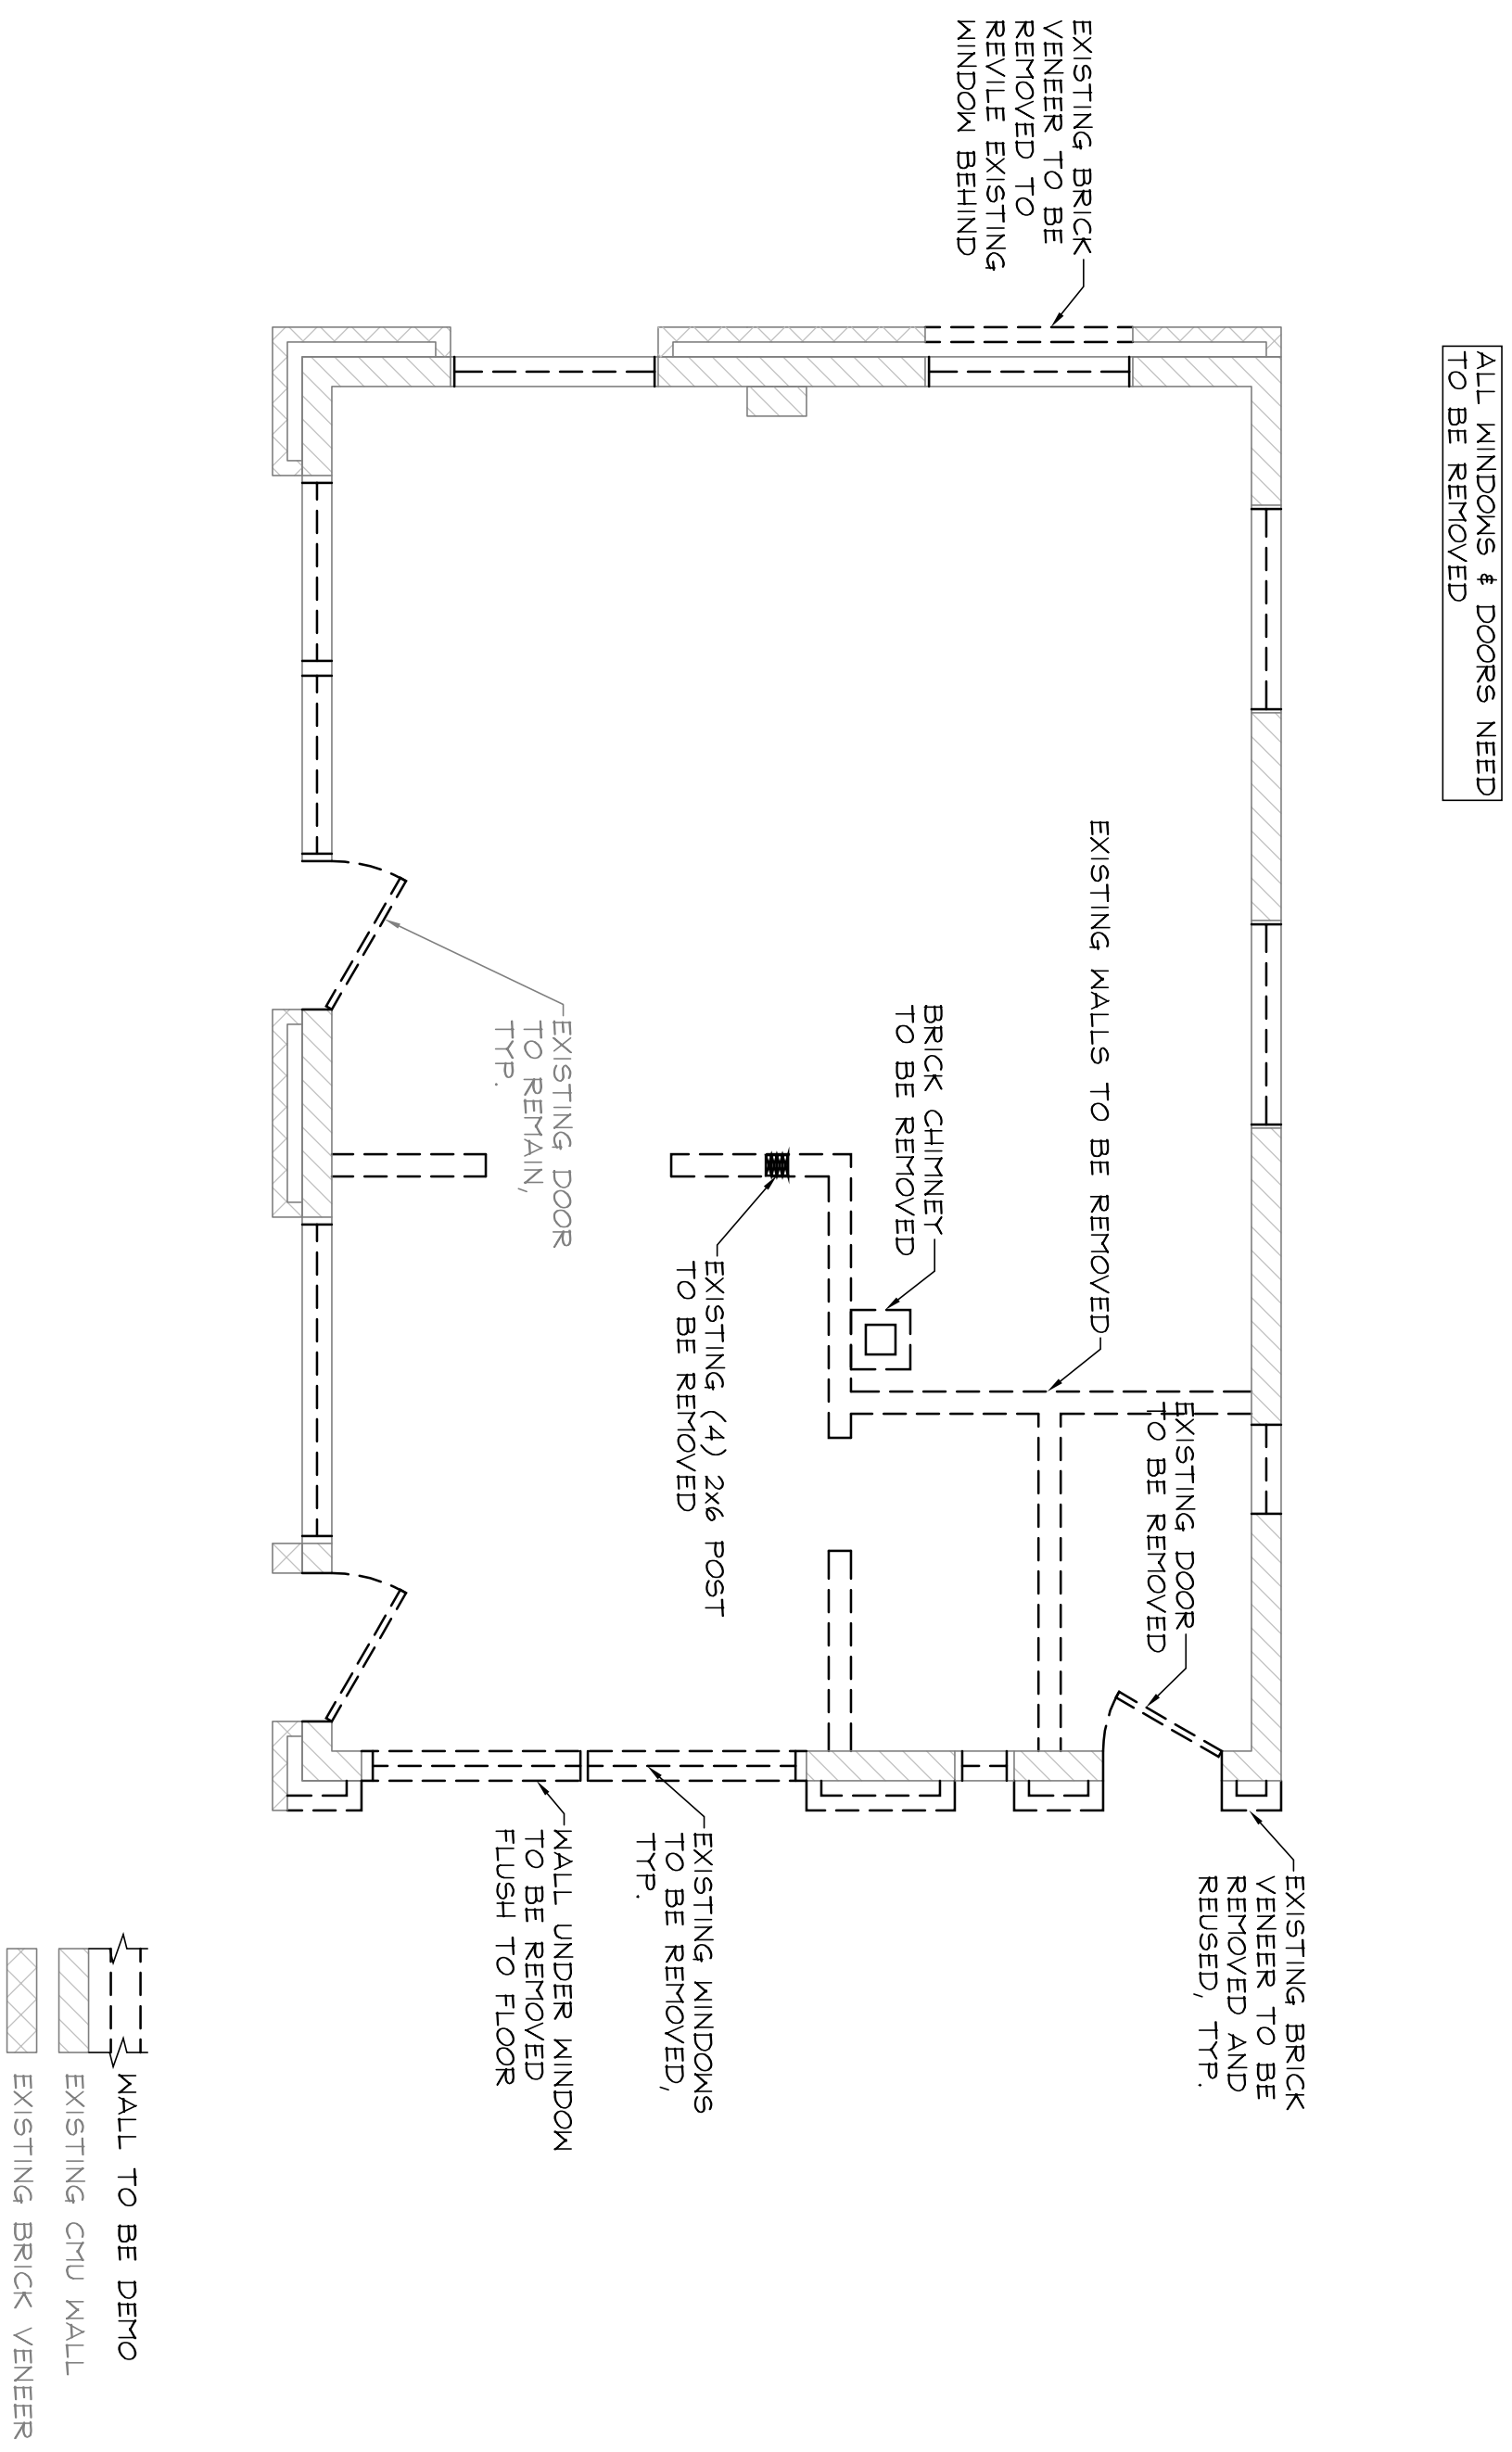 ALL WINDOWS & DOORS NEED
TO BE REMOVED
EXISTING BRICK
VENEER TO BE
REMOVED TO
REVILE EXISTING
WINDOW BEHIND
EXISTING WALLS TO BE REMOVED
BRICK CHIMNEY
TO BE REMOVED
EXISTING DOOR
TO BE REMOVED
EXISTING BRICK
VENEER TO BE
REMOVED AND
REUSED, TYP.
EXISTING (4) 2x6 POST
TO BE REMOVED
EXISTING WINDOWS
TO BE REMOVED,
TYP.
EXISTING DOOR
TO REMAIN,
TYP.
WALL UNDER WINDOW
TO BE REMOVED
FLUSH TO FLOOR
WALL TO BE DEMO
EXISTING CMU WALL
EXISTING BRICK VENEER